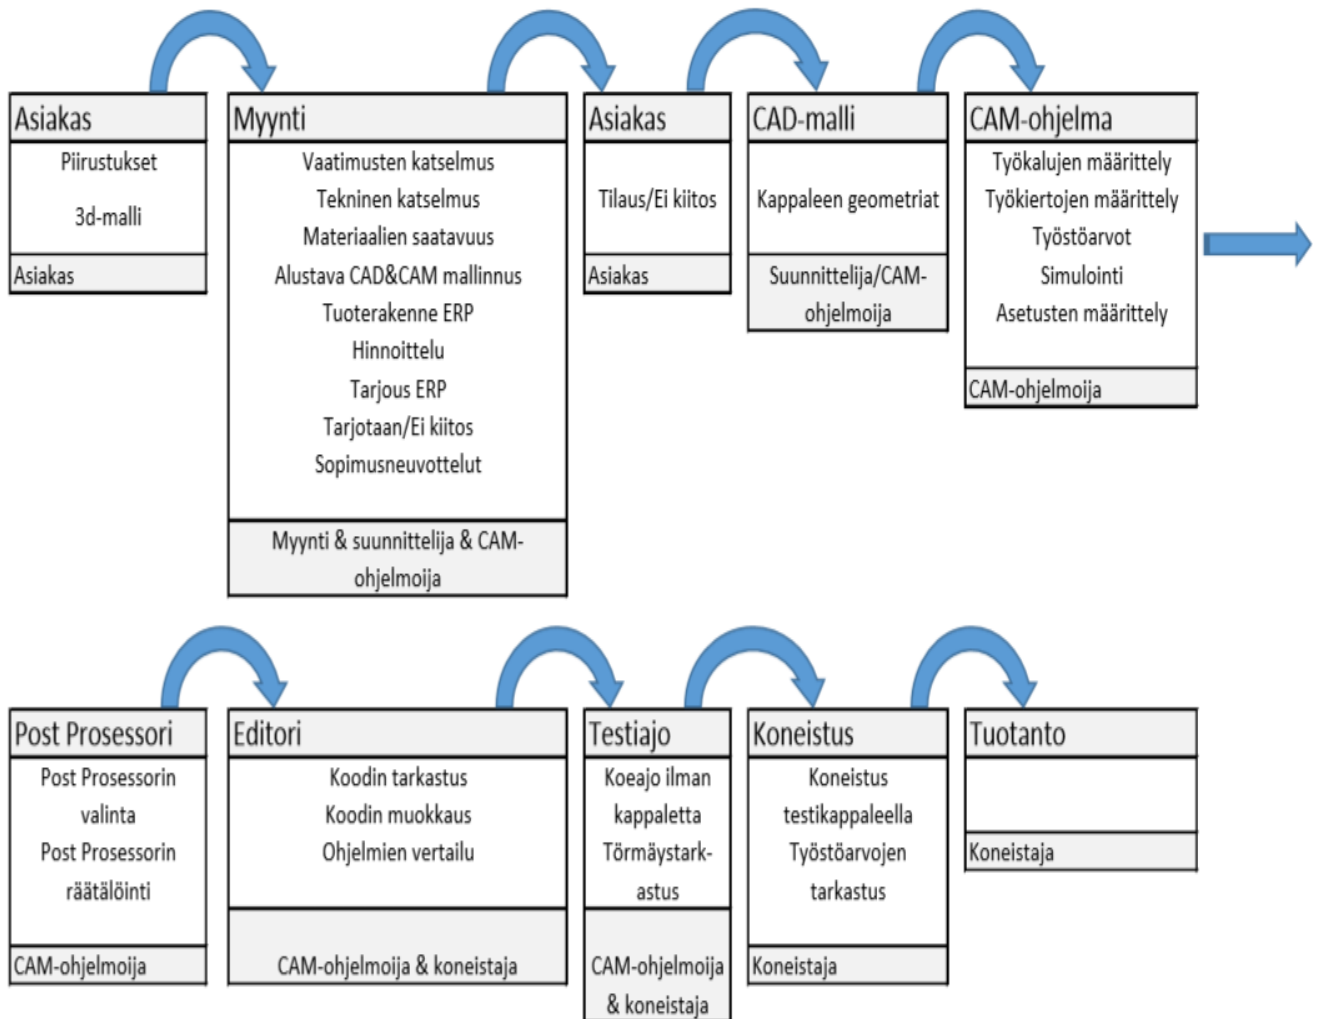 Asiakas
Piirustukset
3d-malli
Asiakas
Myynti
Vaatimusten katselmus
Tekninen katselmus
Materiaalien saatavuus
Alustava CAD&CAM mallinnus
Tuoterakenne ERP
Hinnoittelu
Tarjous ERP
Tarjotaan/Ei kiitos
Sopimusneuvottelut
Myynti & suunnittelija & CAM-
ohjelmoija
Asiakas
Tilaus/Ei kiitos
Asiakas
CAD-malli
Kappaleen geometriat
Suunnittelija/CAM-
ohjelmoija
CAM-ohjelma
Työkalujen määrittely
Työkiertojen määrittely
Työstöarvot
Simulointi
Asetusten määrittely
CAM-ohjelmoija
Post Prosessori
Post Prosessorin
valinta
Post Prosessorin
räätälöinti
CAM-ohjelmoija
Editori
Koodin tarkastus
Koodin muokkaus
Ohjelmien vertailu
CAM-ohjelmoija & koneistaja
Testiajo
Koeajo ilman
kappaletta
Törmäystark-
astus
CAM-ohjelmoija
& koneistaja
Koneistus
Koneistus
testikappaleella
Työstöarvojen
tarkastus
Koneistaja
Tuotanto
Koneistaja